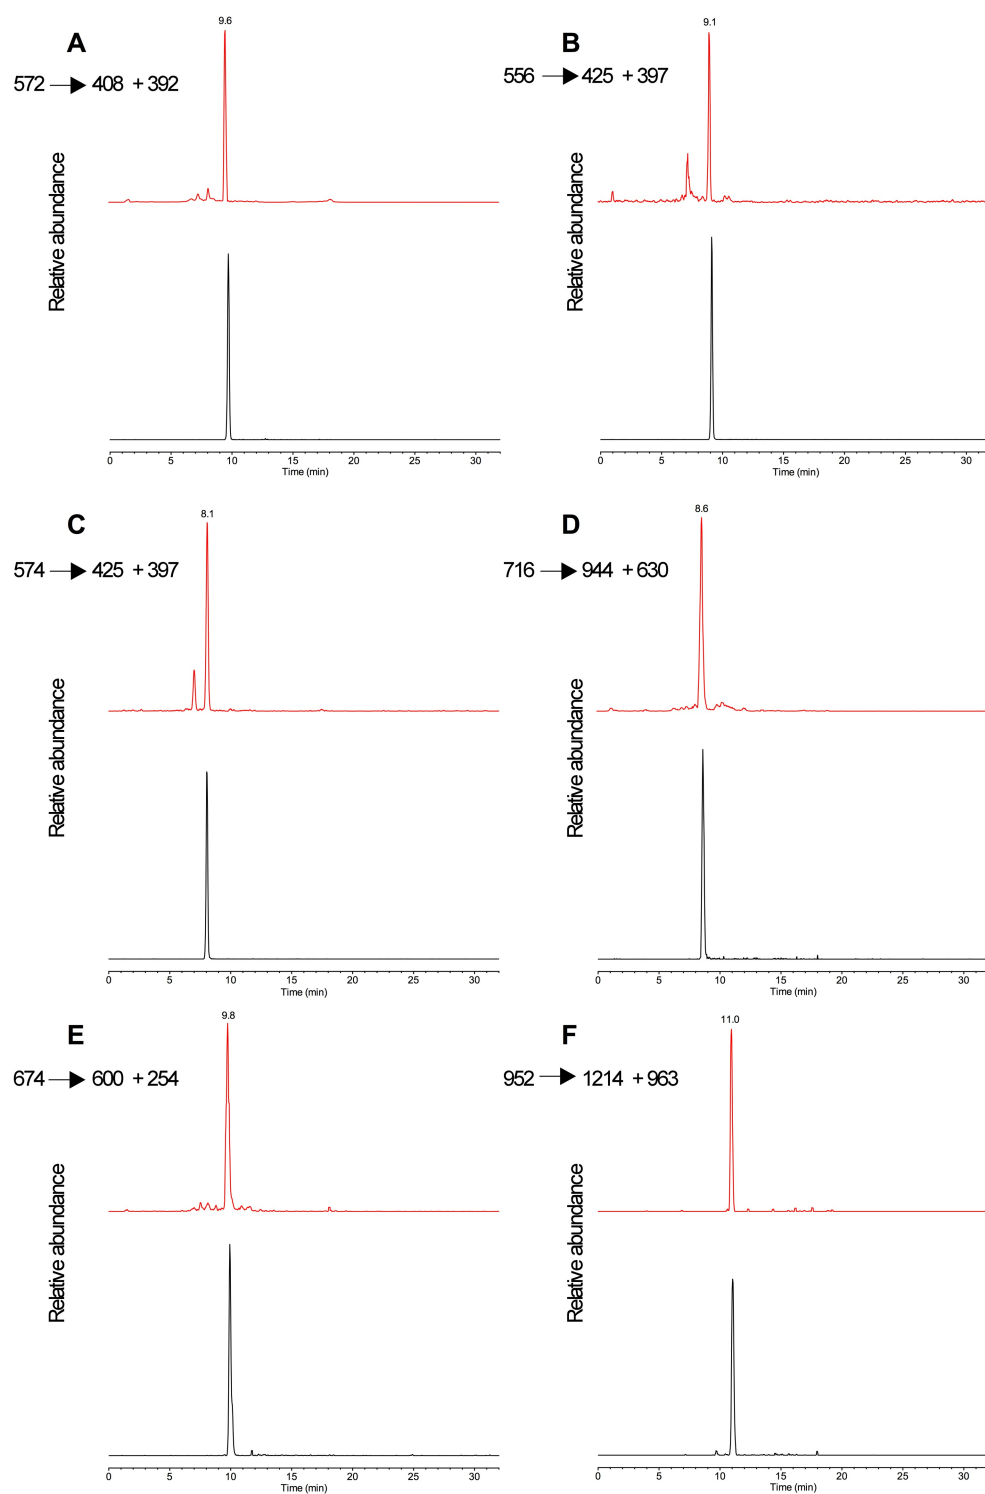 9.6
A
572 → 408 + 392
Relative abundance
Relative abundance
0 5 10 15 20 25 30
Time (min)
9.1
B
556 → 425 + 397
Relative abundance
Relative abundance
0 5 10 15 20 25 30
Time (min)
8.1
C
574 → 425 + 397
Relative abundance
0 5 10 15 20 25 30
Time (min)
8.6
D
716 → 944 + 630
Relative abundance
0 5 10 15 20 25 30
Time (min)
9.8
E
674 → 600 + 254
Relative abundance
0 5 10 15 20 25 30
Time (min)
11.0
F
952 → 1214 + 963
Relative abundance
0 5 10 15 20 25 30
Time (min)